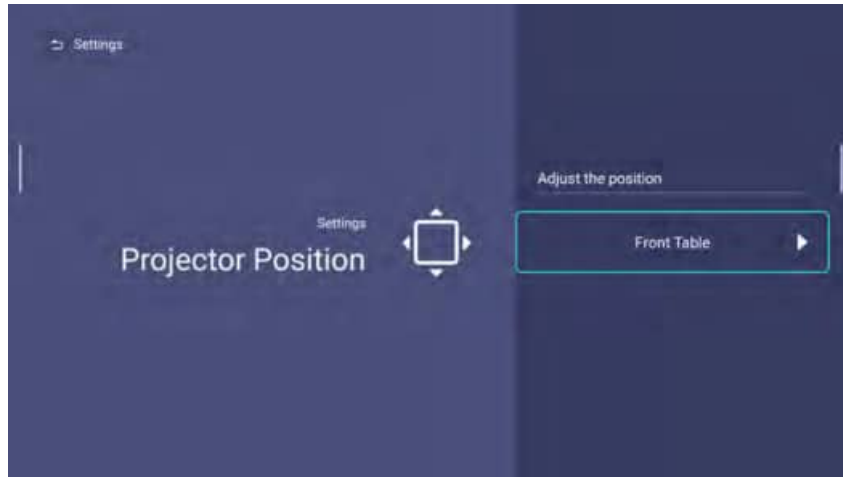 Settings
Adjust the position
Settings
Projector Position
Front Table